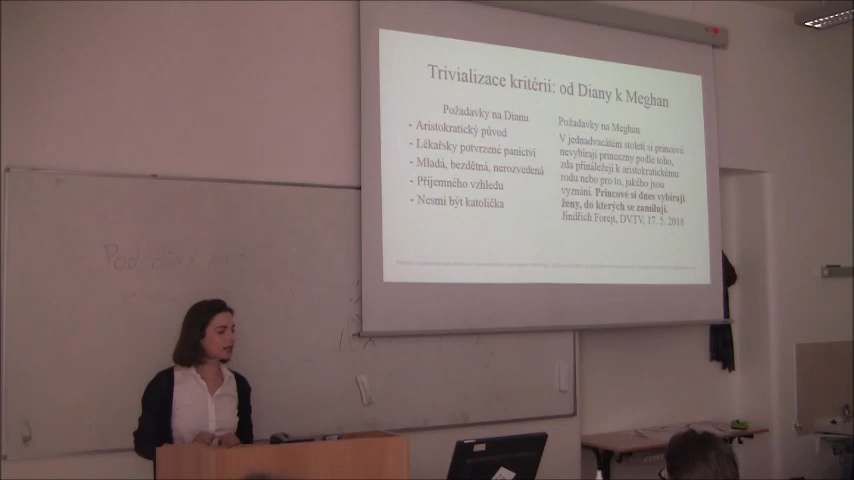 Trivializace kritérií: od Diany k Meghan
Požadavky na Dianu
- Aristokratický původ
- Lékařsky potvrzené panictví
- Mladá, bezdětná, nerozvedená
- Příjemného vzhledu
- Nesmí být katolička
Požadavky na Meghan
V jednadvacátém století si princové
nevybírají princezny podle toho,
zda přináležejí k aristokratickému
rodu nebo pro to, jakého jsou
vyznání. Princové si dnes vybírají
ženy, do kterých se zamilují.
Jindřich Forejt, DVTV, 17. 5. 2018
Pod